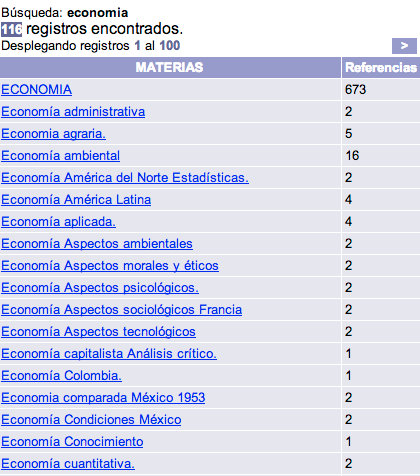 Búsqueda: economia
116 registros encontrados.
Desplegando registros 1 al 100 >
MATERIAS Referencias
ECONOMIA 673
Economía administrativa 2
Economia agraria. 5
Economía ambiental 16
Economía América del Norte Estadísticas. 2
Economía América Latina 4
Economía aplicada. 4
Economía Aspectos ambientales 2
Economía Aspectos morales y éticos 2
Economía Aspectos psicológicos. 2
Economía Aspectos sociológicos Francia 2
Economía Aspectos tecnológicos 2
Economía capitalista Análisis crítico. 1
Economía Colombia. 1
Economia comparada México 1953 2
Economía Condiciones México 2
Economía Conocimiento 1
Economía cuantitativa. 2